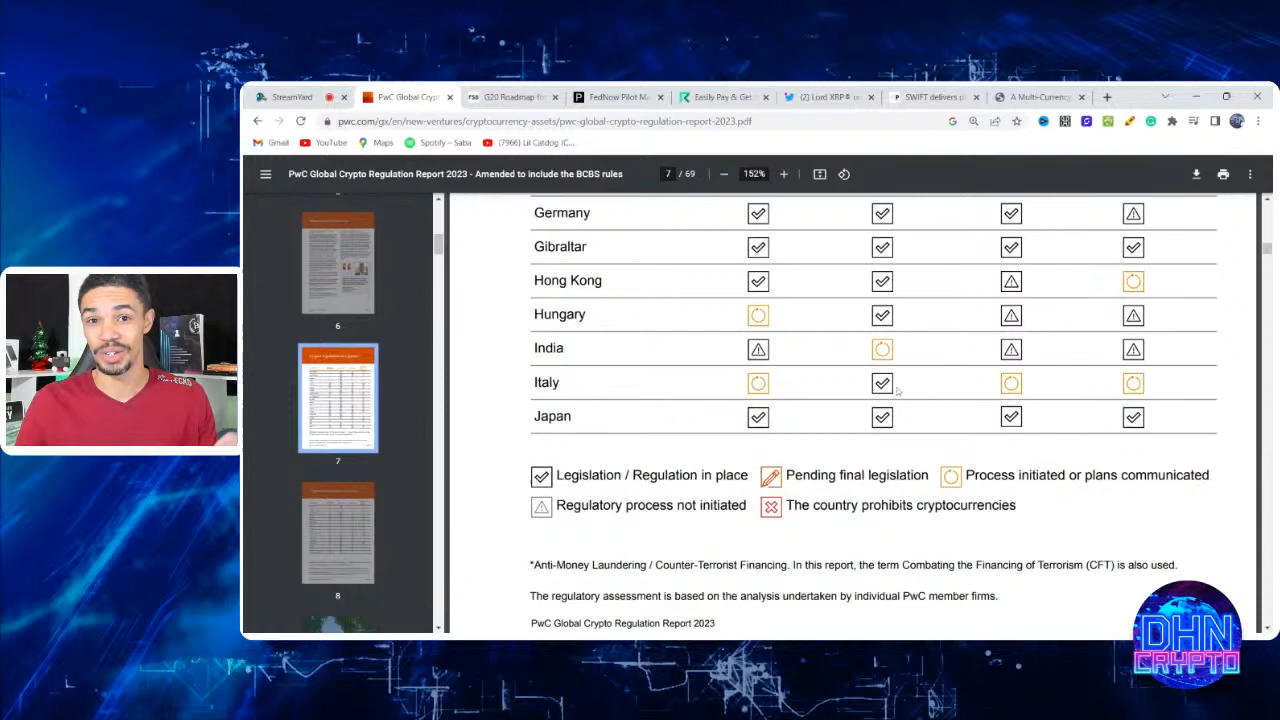 StreamYard
PwC Global Cryp
G20 Roadmap for
FedNow Pilot Ma
Easily Pay & Get
(2) Lord XRP
SWIFT delivers p
A Multi-Currency
pwc.com/gx/en/new-ventures/cryptocurrency-assets/pwc-global-crypto-regulation-report-2023.pdf
Gmail
YouTube
Maps
Spotify – Saba
(7966) Lil Catdog (C...
PwC Global Crypto Regulation Report 2023 - Amended to include the BCBS rules
7 / 69
152%
6
7
8
Germany
Gibraltar
Hong Kong
Hungary
India
Italy
Japan
Legislation / Regulation in place
Pending final legislation
Process initiated or plans communicated
Regulatory process not initiated
The country prohibits cryptocurrencies
*Anti-Money Laundering / Counter-Terrorist Financing. In this report, the term Combating the Financing of Terrorism (CFT) is also used.
The regulatory assessment is based on the analysis undertaken by individual PwC member firms.
PwC Global Crypto Regulation Report 2023
DHN
CRYPTO